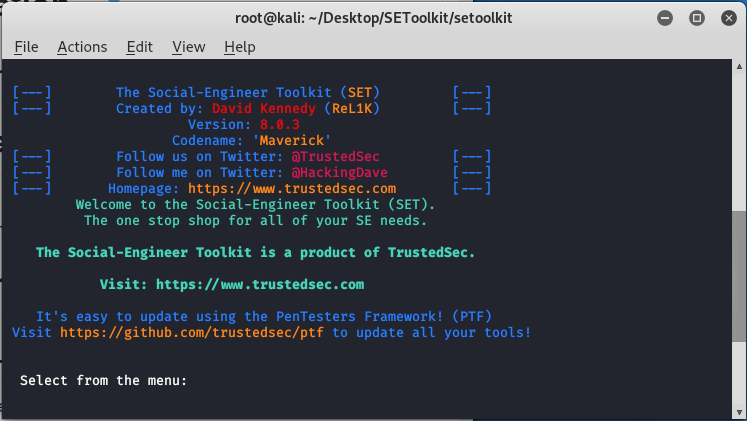 root@kali: ~/Desktop/SEToolkit/setoolkit
File Actions Edit View Help
[---] The Social-Engineer Toolkit (SET) [---]
[---] Created by: David Kennedy (ReL1K) [---]
Version: 8.0.3
Codename: 'Maverick'
[---] Follow us on Twitter: @TrustedSec [---]
[---] Follow me on Twitter: @HackingDave [---]
[---] Homepage: https://www.trustedsec.com [---]
Welcome to the Social-Engineer Toolkit (SET).
The one stop shop for all of your SE needs.
The Social-Engineer Toolkit is a product of TrustedSec.
Visit: https://www.trustedsec.com
It's easy to update using the PenTesters Framework! (PTF)
Visit https://github.com/trustedsec/ptf to update all your tools!
Select from the menu: